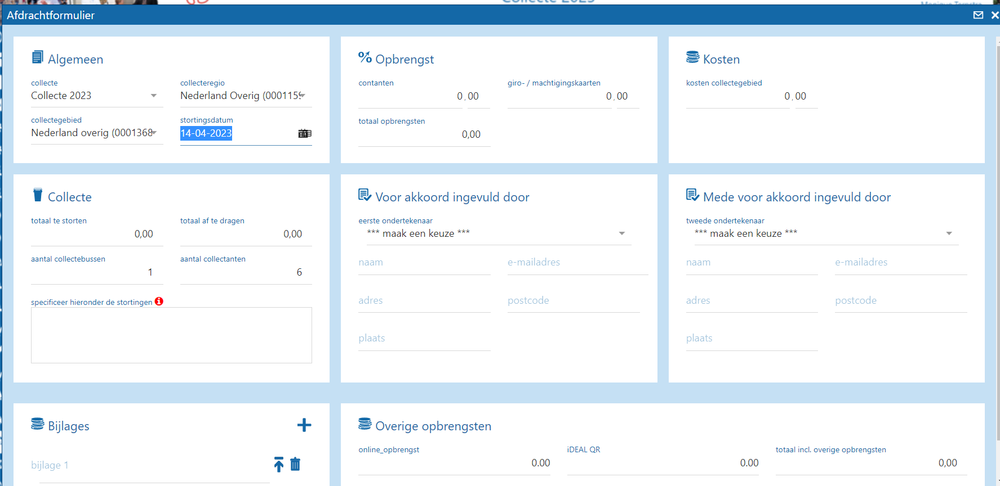 Collecte 2023
Monique Terpstra
Afdrachtformulier
Algemeen
collecte
Collecte 2023
collecteregio
Nederland Overig (0001159
collectegebied
Nederland overig (0001368
stortingsdatum
14-04-2023
Opbrengst
contanten
0,00
giro- / machtigingskaarten
0,00
totaal opbrengsten
0,00
Kosten
kosten collectegebied
0,00
Collecte
totaal te storten
0,00
totaal af te dragen
0,00
aantal collectebussen
1
aantal collectanten
6
specificeer hieronder de stortingen
Voor akkoord ingevuld door
eerste ondertekenaar
*** maak een keuze ***
naam
e-mailadres
adres
postcode
plaats
Mede voor akkoord ingevuld door
tweede ondertekenaar
*** maak een keuze ***
naam
e-mailadres
adres
postcode
plaats
Bijlages
bijlage 1
Overige opbrengsten
online_opbrengst
0.00
iDEAL QR
0.00
totaal incl. overige opbrengsten
0,00